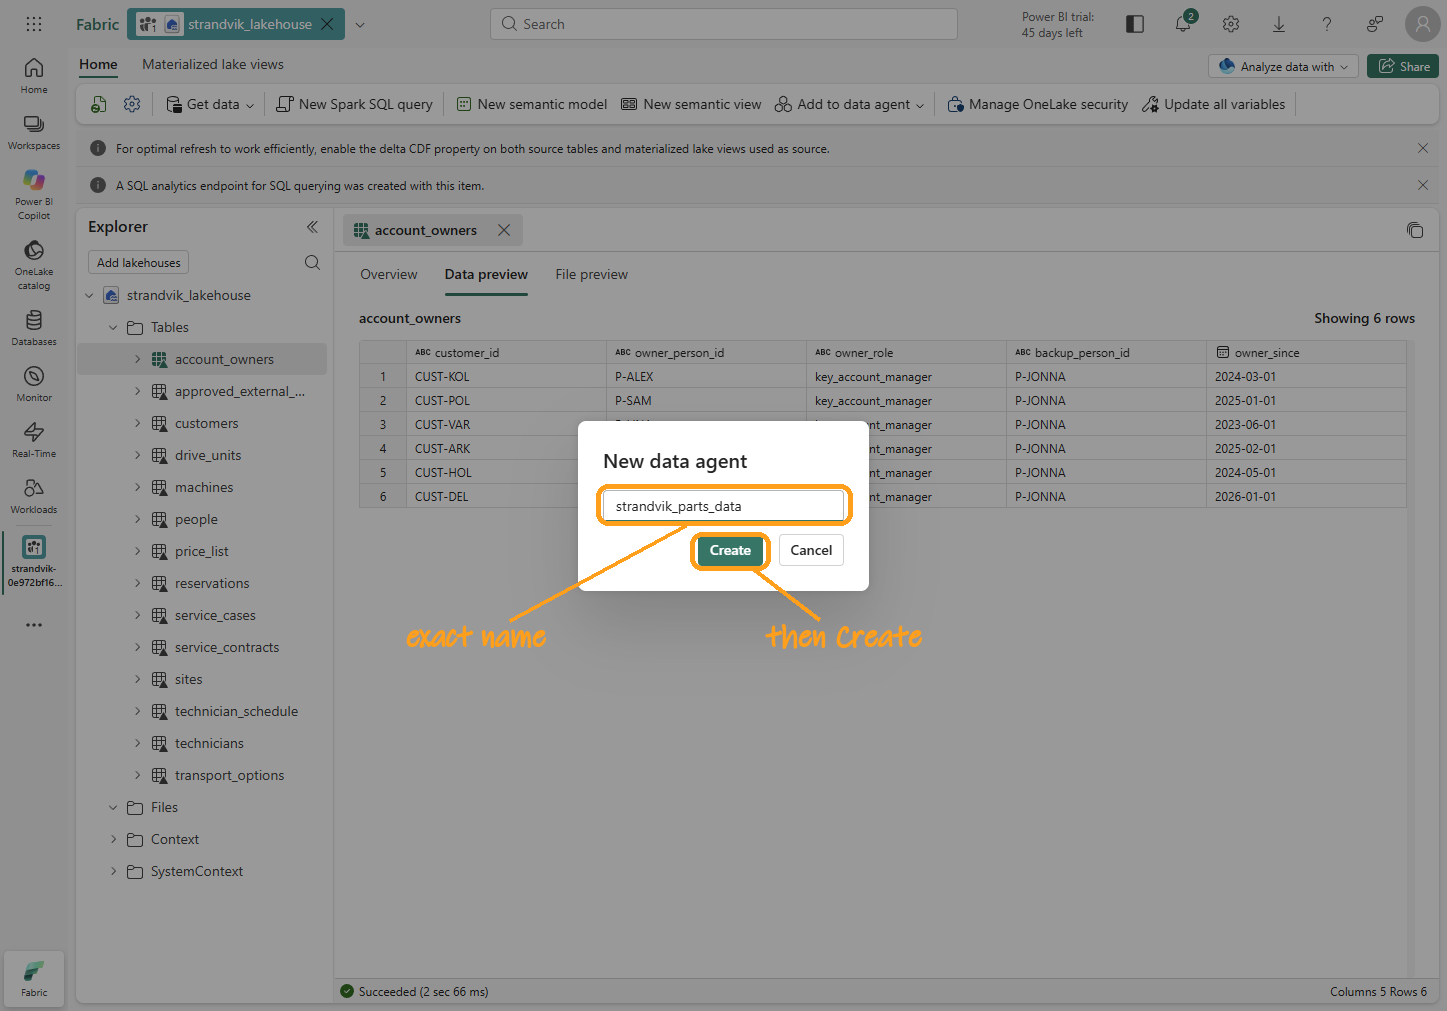 Fabric
strandvik_lakehouse
Search
Power BI trial:
45 days left
2
Home
Materialized lake views
Analyze data with
Share
Get data
New Spark SQL query
New semantic model
New semantic view
Add to data agent
Manage OneLake security
Update all variables
For optimal refresh to work efficiently, enable the delta CDF property on both source tables and materialized lake views used as source.
A SQL analytics endpoint for SQL querying was created with this item.
Home
Workspaces
Power BI
Copilot
OneLake
catalog
Databases
Monitor
Real-Time
Workloads
strandvik-
0e972bf16...
Fabric
Explorer
Add lakehouses
strandvik_lakehouse
Tables
account_owners
approved_external_...
customers
drive_units
machines
people
price_list
reservations
service_cases
service_contracts
sites
technician_schedule
technicians
transport_options
Files
Context
SystemContext
account_owners
Overview
Data preview
File preview
account_owners
Showing 6 rows
ABC customer_id ABC owner_person_id ABC owner_role ABC backup_person_id owner_since
1 CUST-KOL P-ALEX key_account_manager P-JONNA 2024-03-01
2 CUST-POL P-SAM key_account_manager P-JONNA 2025-01-01
3 CUST-VAR P-JONNA 2023-06-01
4 CUST-ARK unt_manager P-JONNA 2025-02-01
5 CUST-HOL unt_manager P-JONNA 2024-05-01
6 CUST-DEL unt_manager P-JONNA 2026-01-01
New data agent
strandvik_parts_data
Create
Cancel
exact name
then Create
Succeeded (2 sec 66 ms)
Columns 5 Rows 6